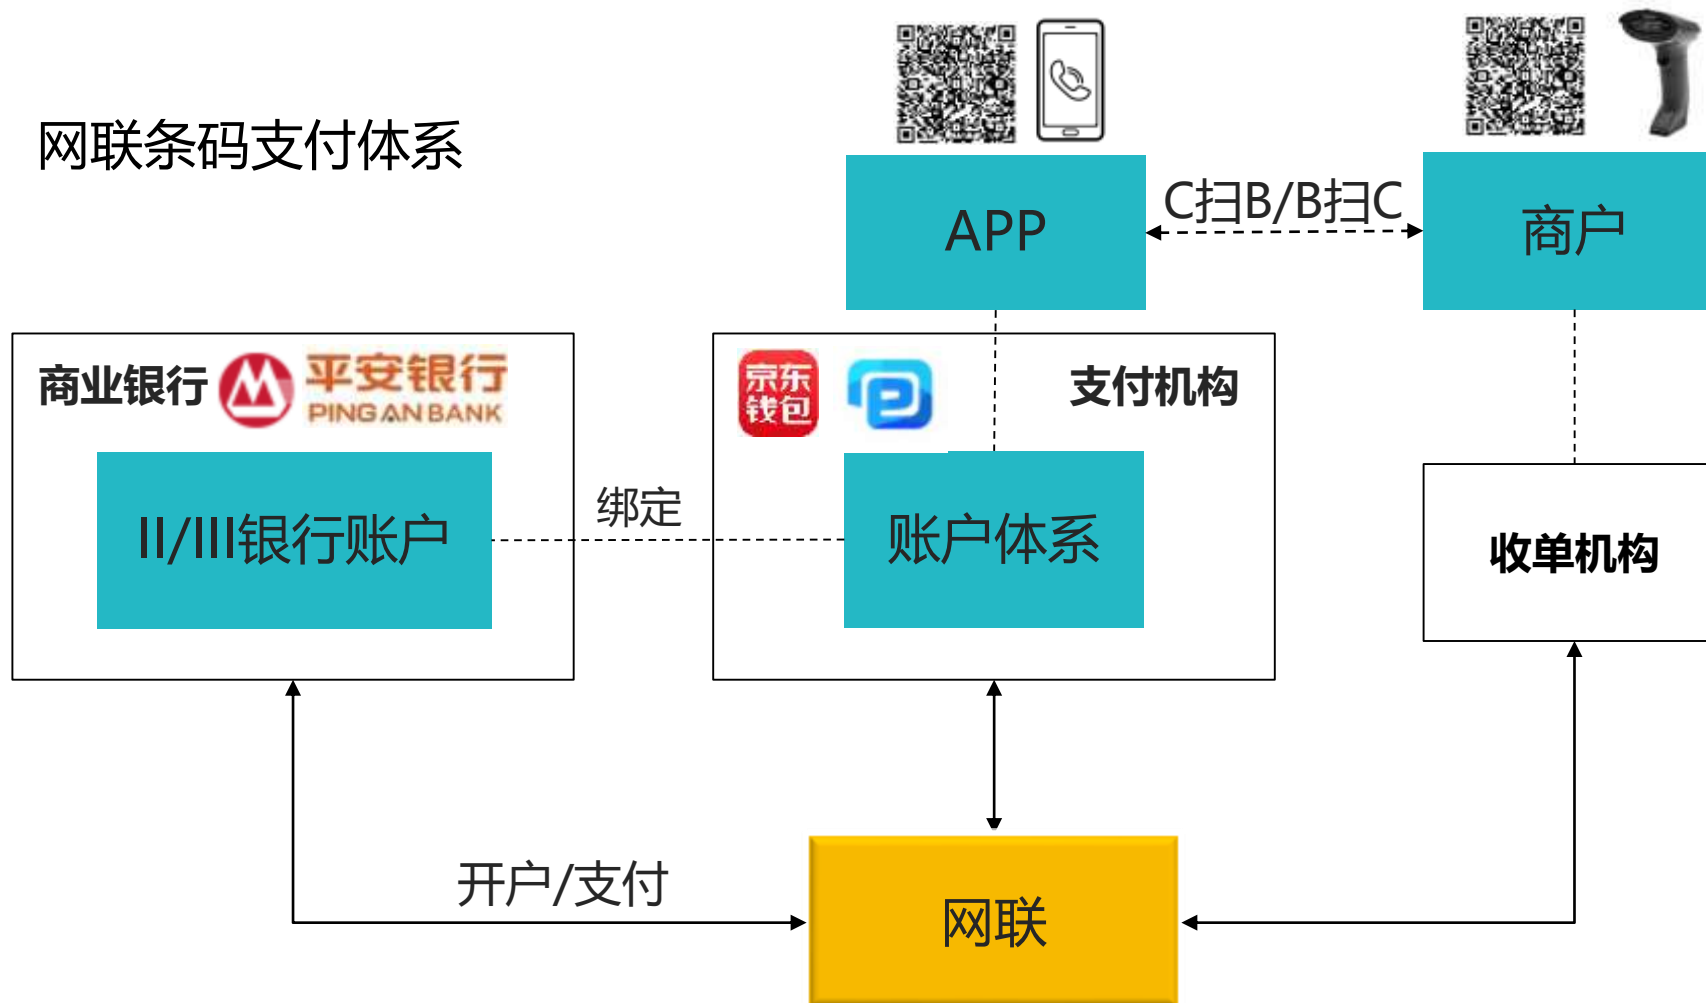 网联条码支付体系
APP
C扫B/B扫C
商户
商业银行
平安银行
PING AN BANK
京东
钱包
支付机构
II/III银行账户
绑定
账户体系
收单机构
开户/支付
网联